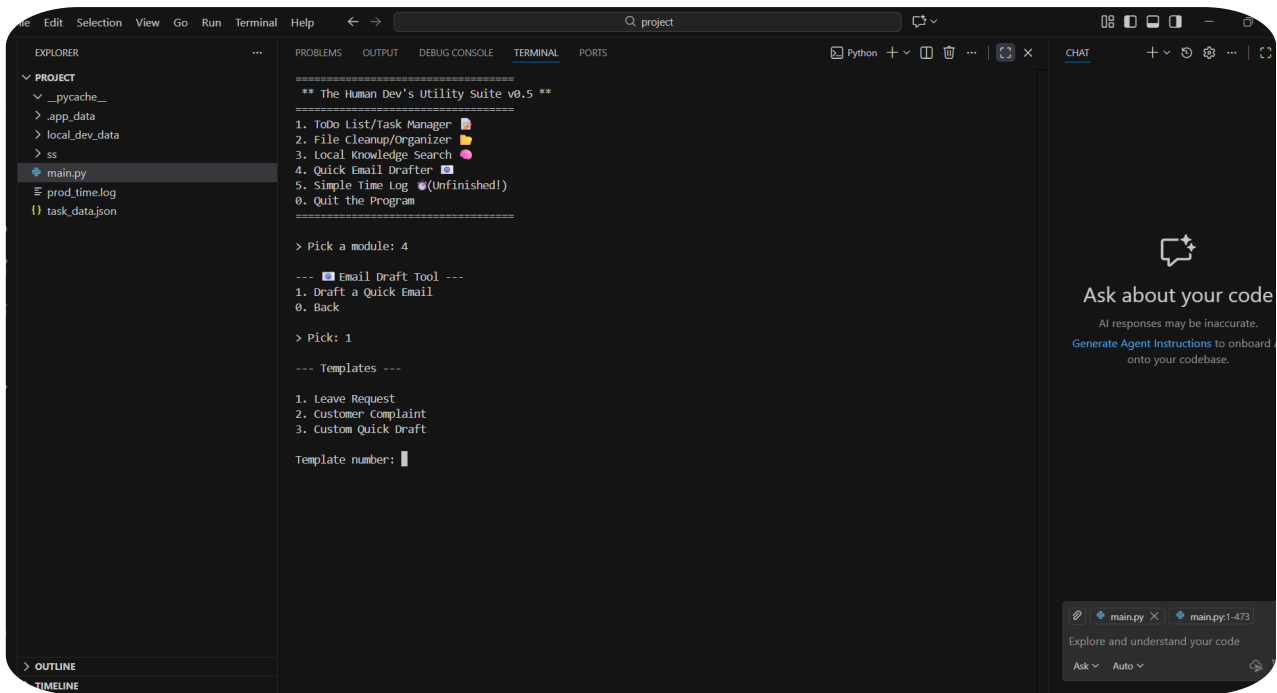 Edit Selection View Go Run Terminal Help
project
EXPLORER
PROJECT
__pycache__
.app_data
local_dev_data
ss
main.py
prod_time.log
task_data.json
OUTLINE
TIMELINE
PROBLEMS OUTPUT DEBUG CONSOLE TERMINAL PORTS
Python
===================================
** The Human Dev's Utility Suite v0.5 **
===================================
1. ToDo List/Task Manager 📝
2. File Cleanup/Organizer 📂
3. Local Knowledge Search 🧠
4. Quick Email Drafter 📧
5. Simple Time Log ⏱️(Unfinished!)
0. Quit the Program
===================================
> Pick a module: 4
--- 📧 Email Draft Tool ---
1. Draft a Quick Email
0. Back
> Pick: 1
--- Templates ---
1. Leave Request
2. Customer Complaint
3. Custom Quick Draft
Template number:
CHAT
Ask about your code
AI responses may be inaccurate.
Generate Agent Instructions to onboard
onto your codebase.
main.py main.py:1-473
Explore and understand your code
Ask Auto